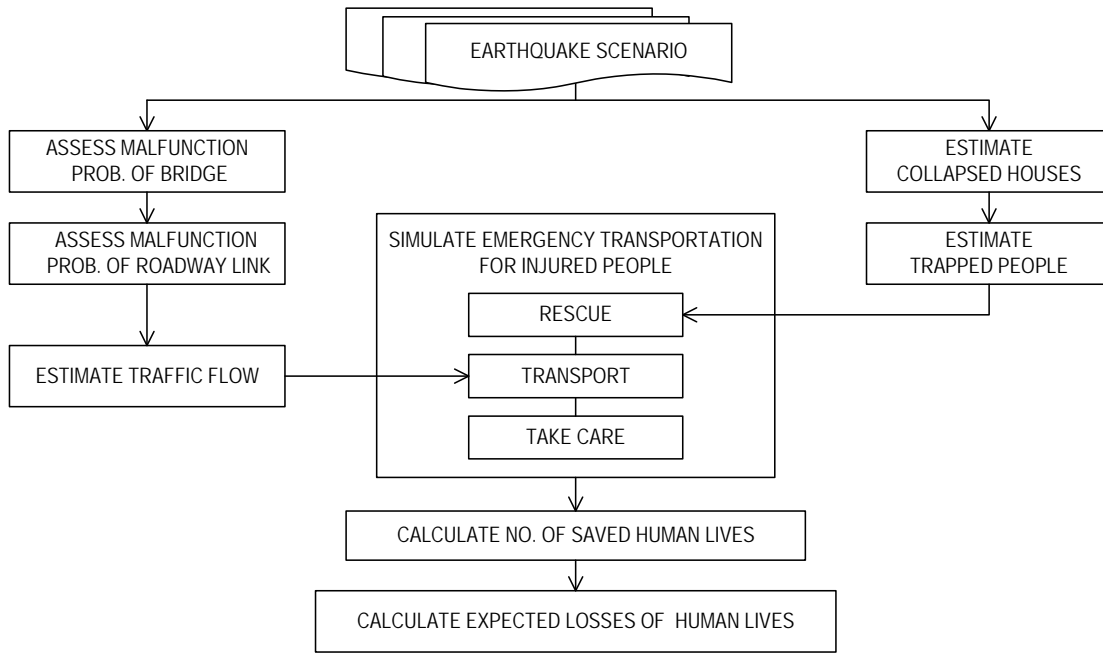 EARTHQUAKE SCENARIO
ASSESS MALFUNCTION
PROB. OF BRIDGE
ESTIMATE
COLLAPSED HOUSES
ASSESS MALFUNCTION
PROB. OF ROADWAY LINK
SIMULATE EMERGENCY TRANSPORTATION
FOR INJURED PEOPLE
ESTIMATE
TRAPPED PEOPLE
RESCUE
ESTIMATE TRAFFIC FLOW
TRANSPORT
TAKE CARE
CALCULATE NO. OF SAVED HUMAN LIVES
CALCULATE EXPECTED LOSSES OF HUMAN LIVES